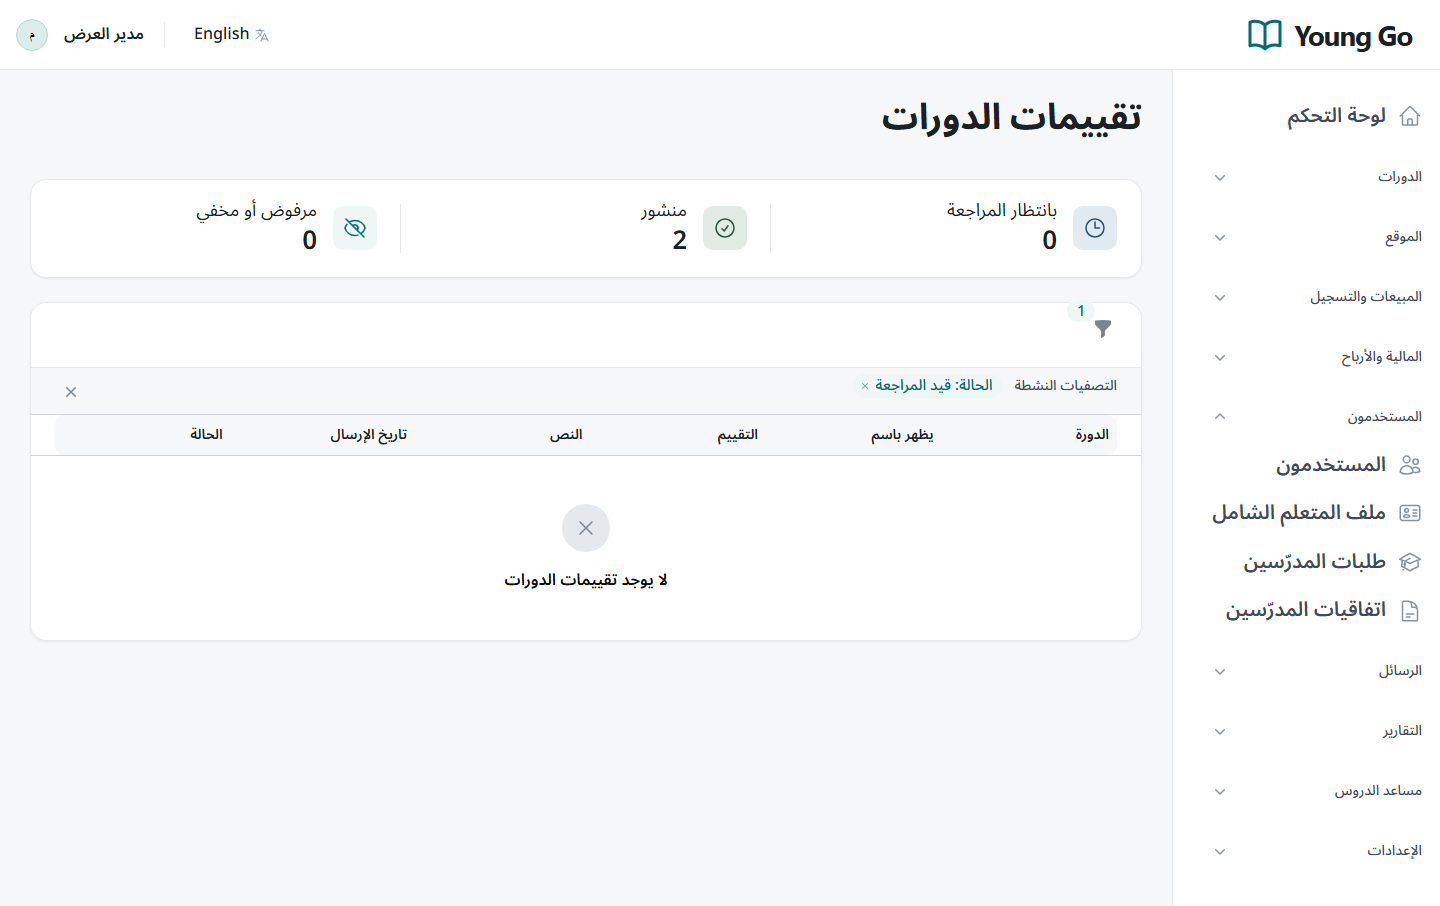 Young Go
English
مدير العرض
م
لوحة التحكم
الدورات
الموقع
المبيعات والتسجيل
المالية والأرباح
المستخدمون
المستخدمون
ملف المتعلم الشامل
طلبات المدرّسين
اتفاقيات المدرّسين
الرسائل
التقارير
مساعد الدروس
الإعدادات
تقييمات الدورات
بانتظار المراجعة
0
منشور
2
مرفوض أو مخفي
0
1
التصفيات النشطة الحالة: قيد المراجعة
الدورة يظهر باسم التقييم النص تاريخ الإرسال الحالة
لا يوجد تقييمات الدورات